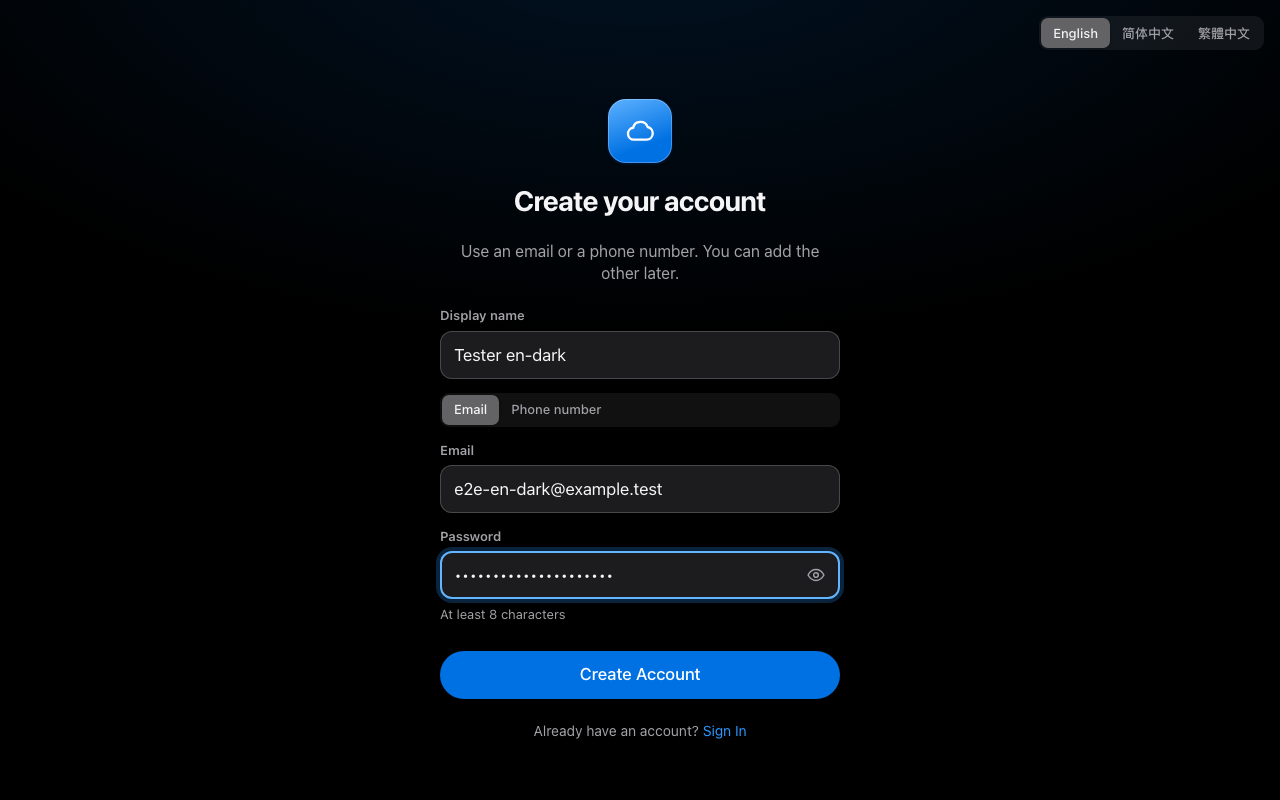 English 简体中文 繁體中文
Create your account
Use an email or a phone number. You can add the
other later.
Display name
Tester en-dark
Email Phone number
Email
e2e-en-dark@example.test
Password
•••••••••••••••••••••
At least 8 characters
Create Account
Already have an account? Sign In